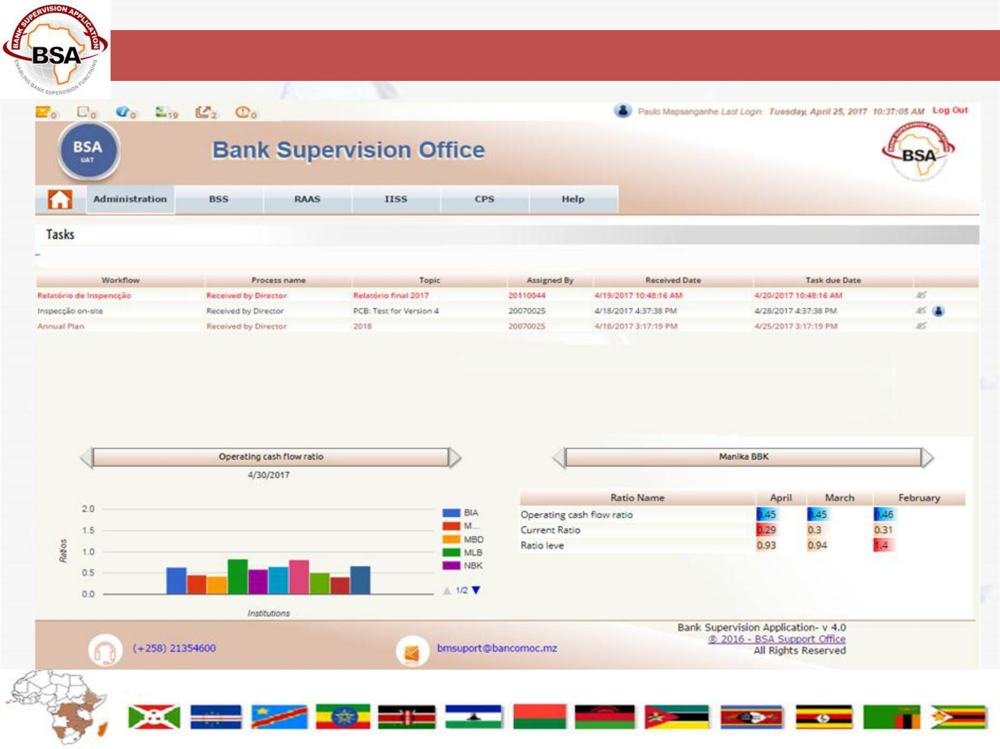 BANK SUPERVISION APPLICATION
BSA
ENABLING BANK SUPERVISION FUNCTIONS
0 0 0 19 2 0
Paulo Mapsanganhe Last Login: Tuesday, April 25, 2017 10:37:05 AM Log Out
BSA
UAT
Bank Supervision Office
BANK SUPERVISION APPLICATION
BSA
Administration BSS RAAS IISS CPS Help
Tasks
Workflow Process name Topic Assigned By Received Date Task due Date
Relatório de Inspencção Received by Director Relatório final 2017 20110044 4/19/2017 10:48:16 AM 4/20/2017 10:48:16 AM
Inspecção on-site Received by Director PCB: Test for Version 4 20070025 4/18/2017 4:37:38 PM 4/28/2017 4:37:38 PM
Annual Plan Received by Director 2018 20070025 4/18/2017 3:17:19 PM 4/25/2017 3:17:19 PM
Operating cash flow ratio
4/30/2017
2.0
1.5
1.0
0.5
0.0
Ratios
Institutions
BIA
M...
MBD
MLB
NBK
1/2
Manika BBK
Ratio Name April March February
Operating cash flow ratio 0.45 0.45 0.46
Current Ratio 0.29 0.3 0.31
Ratio leve 0.93 0.94 1.4
(+258) 21354600
bmsuport@bancomoc.mz
Bank Supervision Application- v 4.0
® 2016 - BSA Support Office
All Rights Reserved